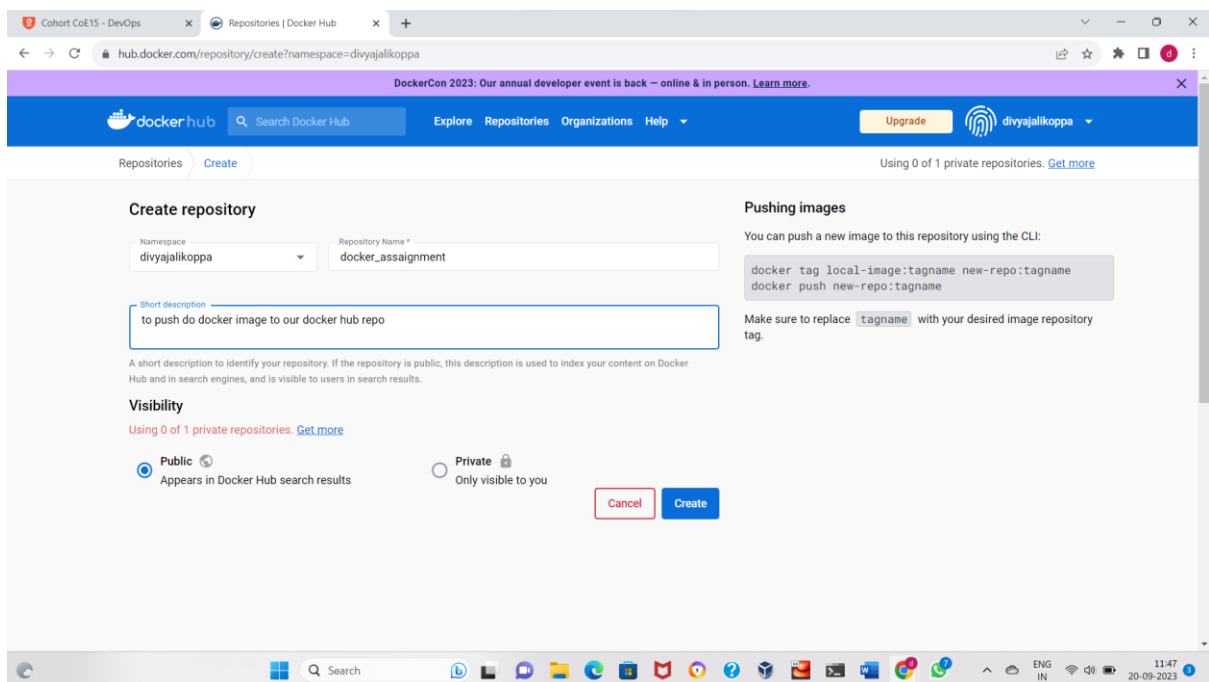 Cohort CoE15 - DevOps
Repositories | Docker Hub
hub.docker.com/repository/create?namespace=divyajalikoppa
d
DockerCon 2023: Our annual developer event is back — online & in person. Learn more.
dockerhub
Search Docker Hub
Explore Repositories Organizations Help
Upgrade
divyajalikoppa
Repositories
Create
Using 0 of 1 private repositories. Get more
Create repository
Namespace
divyajalikoppa
Repository Name *
docker_assaignment
Short description
to push do docker image to our docker hub repo
A short description to identify your repository. If the repository is public, this description is used to index your content on Docker
Hub and in search engines, and is visible to users in search results.
Visibility
Using 0 of 1 private repositories. Get more
Public
Appears in Docker Hub search results
Private
Only visible to you
Cancel
Create
Pushing images
You can push a new image to this repository using the CLI:
docker tag local-image:tagname new-repo:tagname
docker push new-repo:tagname
Make sure to replace tagname with your desired image repository
tag.
Search
ENG
IN
11:47
20-09-2023
3